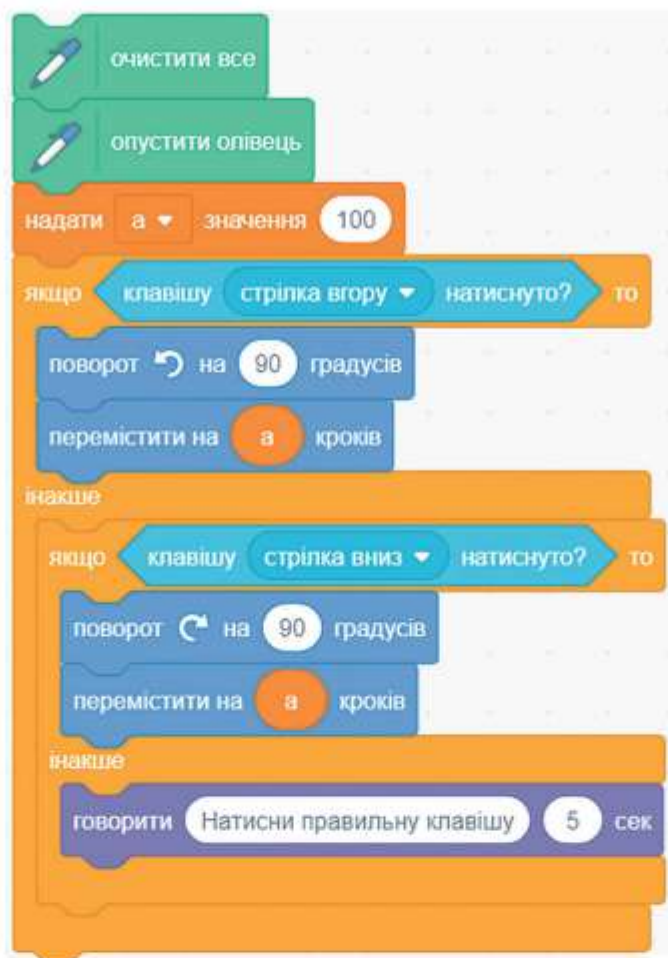 очистити все
опустити олівець
надати а значення 100
якщо клавішу стрілка вгору натиснуто? то
поворот на 90 градусів
перемістити на а кроків
інакше
якщо клавішу стрілка вниз натиснуто? то
поворот на 90 градусів
перемістити на а кроків
інакше
говорити Натисни правильну клавішу 5 сек